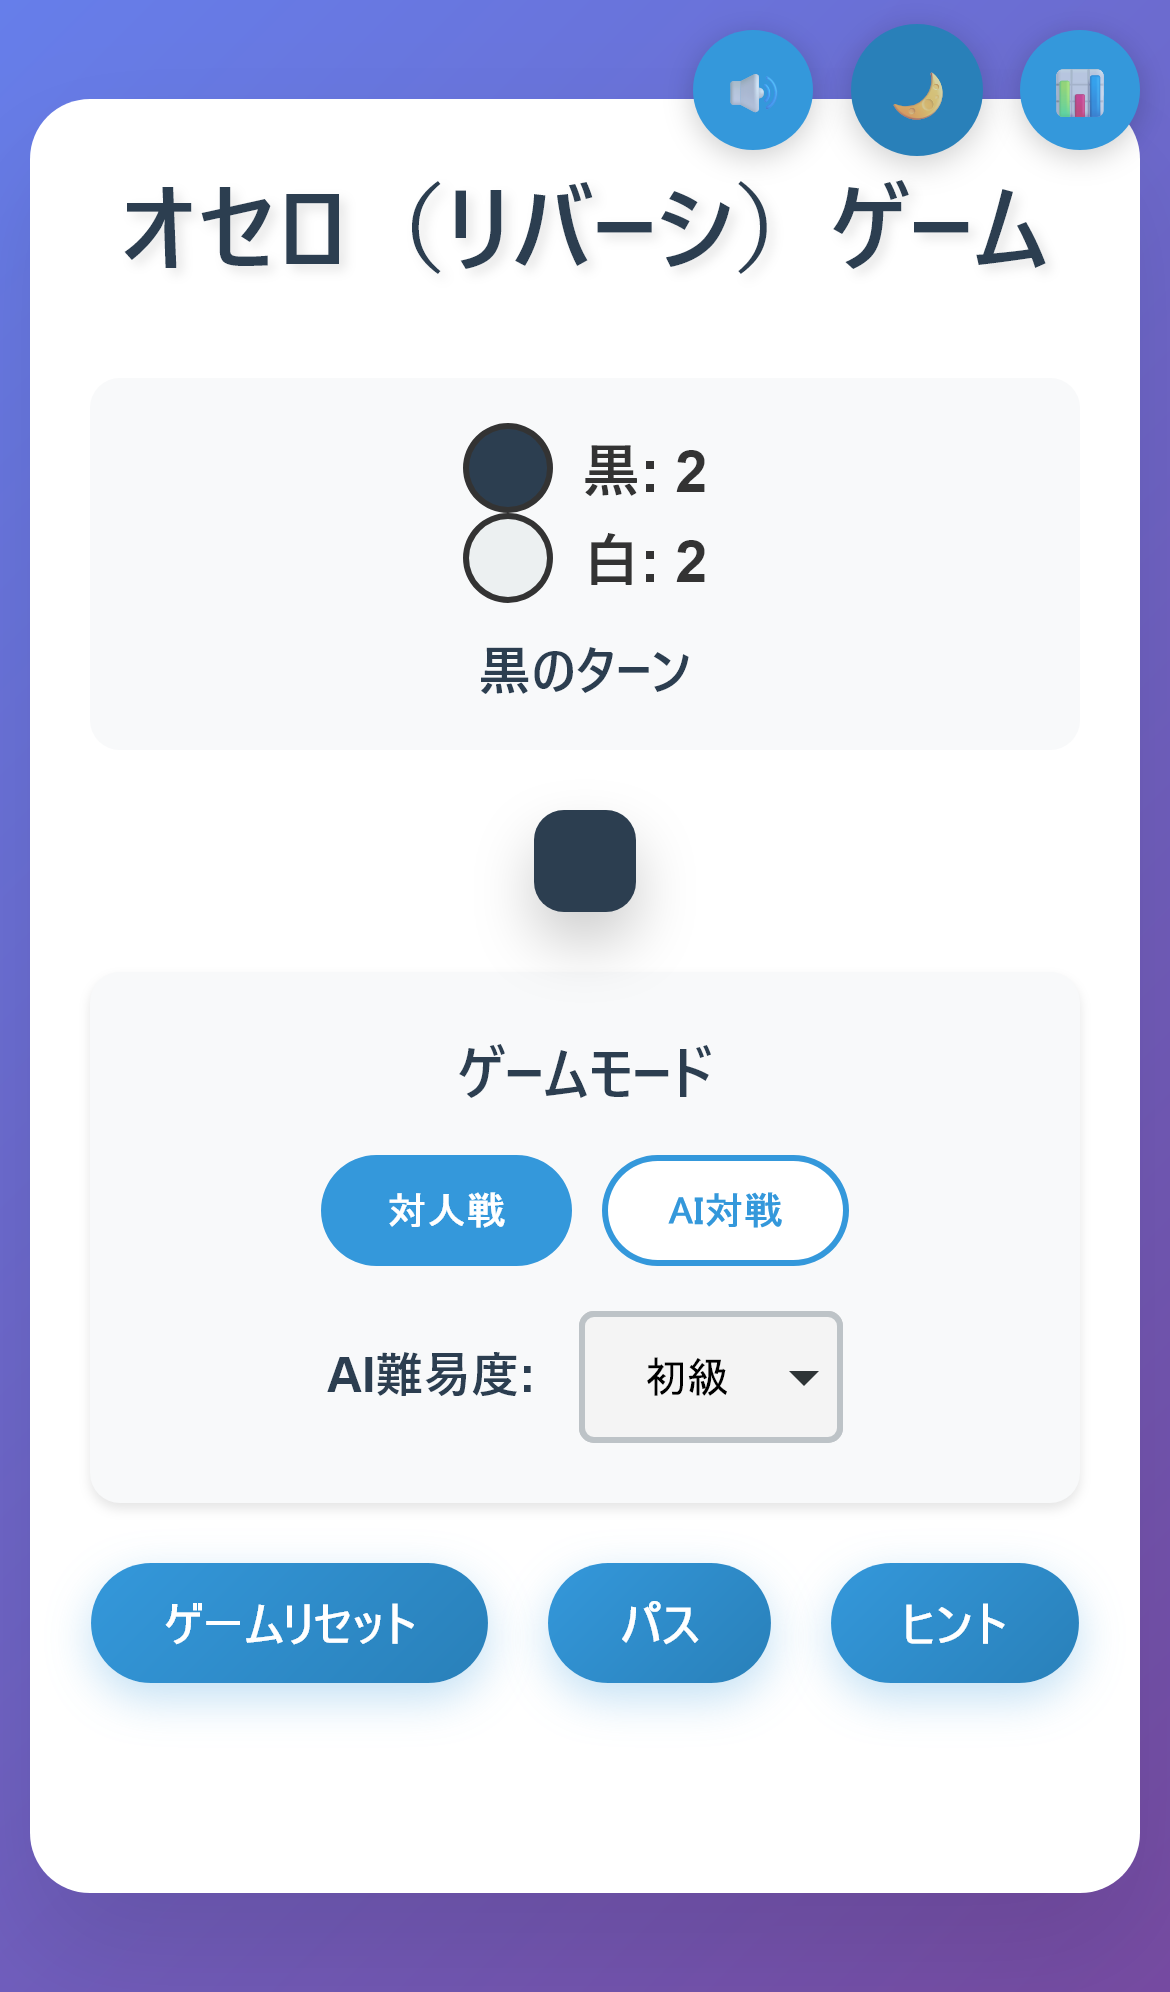 オセロ（リバーシ）ゲーム
黒: 2
白: 2
黒のターン
ゲームモード
対人戦 AI対戦
AI難易度: 初級
ゲームリセット パス ヒント